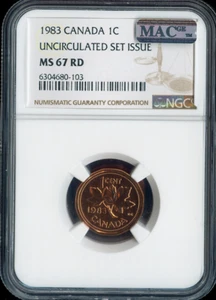 1983 CANADA 1C
UNCIRCULATED SET ISSUE
MS 67 RD
6304680-103
MAC
NUMISMATIC GUARANTY CORPORATION
NGC
CENT
1983
CANADA